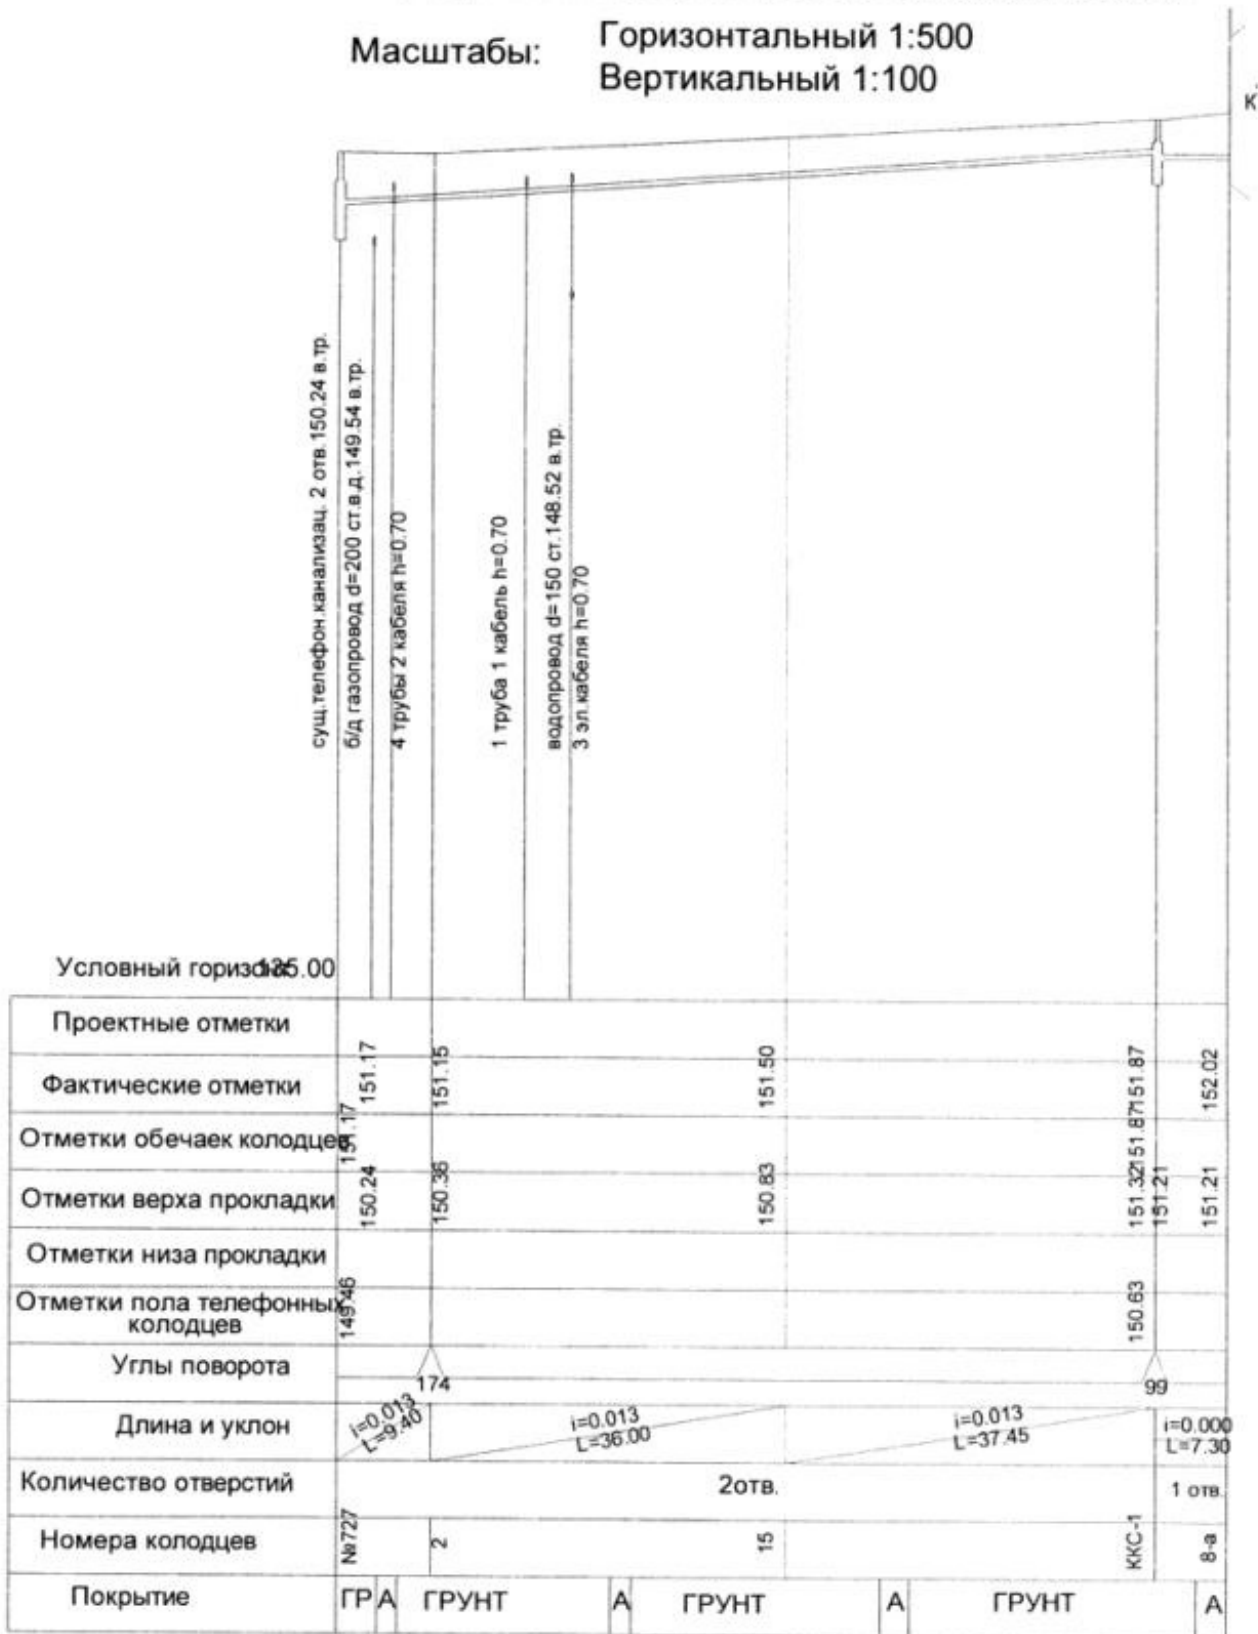 Масштабы:
Горизонтальный 1:500
Вертикальный 1:100
сущ.телефон.канализац. 2 отв.150.24 в.тр.
б/д газопровод d=200 ст.в.д.149.54 в.тр.
4 трубы 2 кабеля h=0.70
1 труба 1 кабель h=0.70
водопровод d=150 ст.148.52 в.тр.
3 эл.кабеля h=0.70
Условный горизонт 135.00
Проектные отметки
Фактические отметки 151.17 151.15 151.50 151.87 152.02
Отметки обечаек колодцев 151.17 151.87
Отметки верха прокладки 150.24 150.36 150.83 151.32 151.21 151.21
Отметки низа прокладки
Отметки пола телефонных
колодцев 149.46 150.63
Углы поворота 174 99
Длина и уклон
i=0.013
L=9.40
i=0.013
L=36.00
i=0.013
L=37.45
i=0.000
L=7.30
Количество отверстий 2отв. 1 отв.
Номера колодцев №727 2 15 ККС-1 8-а
Покрытие ГР А ГРУНТ А ГРУНТ А ГРУНТ А